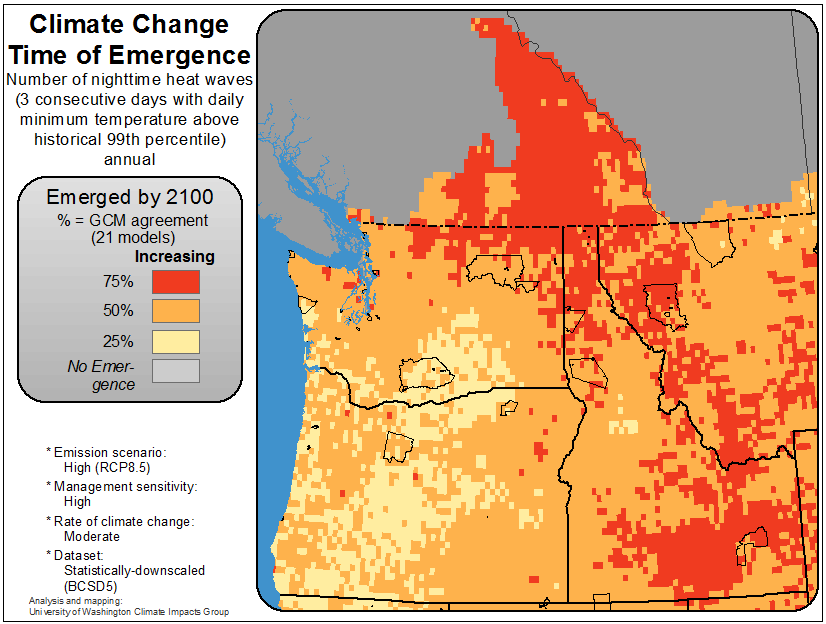 Climate Change
Time of Emergence
Number of nighttime heat waves
(3 consecutive days with daily
minimum temperature above
historical 99th percentile)
annual
Emerged by 2100
% = GCM agreement
(21 models)
Increasing
75%
50%
25%
No Emer-
gence
* Emission scenario:
High (RCP8.5)
* Management sensitivity:
High
* Rate of climate change:
Moderate
* Dataset:
Statistically-downscaled
(BCSD5)
Analysis and mapping:
University of Washington Climate Impacts Group